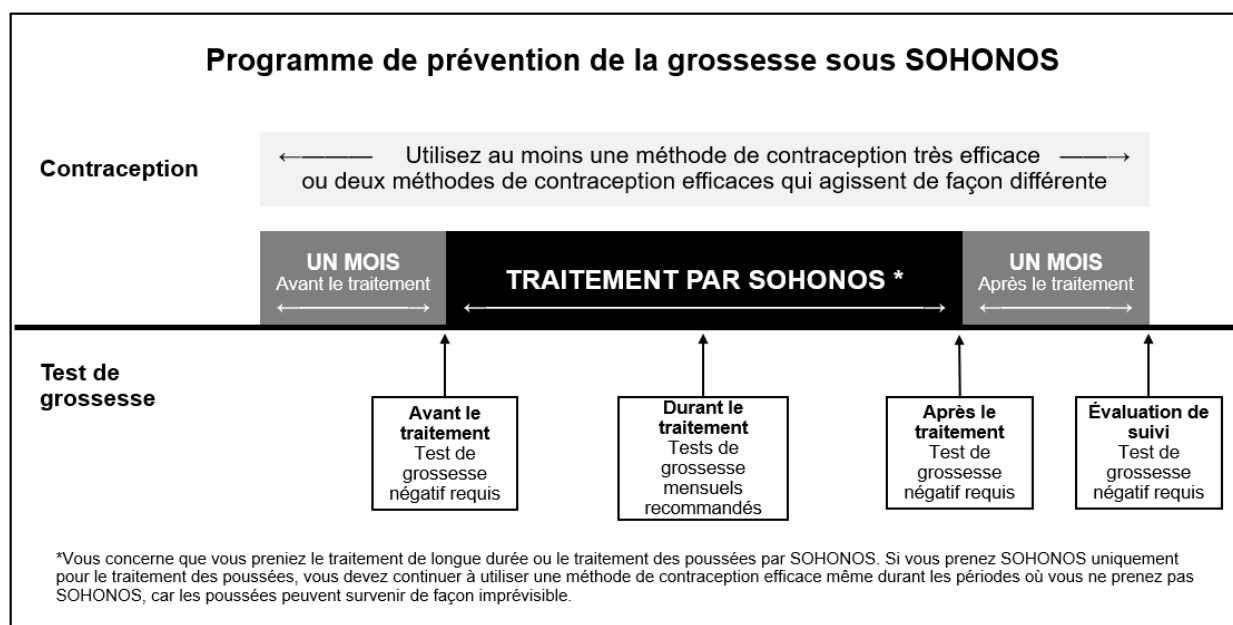 Programme de prévention de la grossesse sous SOHONOS
Contraception
←——— Utilisez au moins une méthode de contraception très efficace ——→
ou deux méthodes de contraception efficaces qui agissent de façon différente
UN MOIS
Avant le traitement
TRAITEMENT PAR SOHONOS *
UN MOIS
Après le traitement
Test de
grossesse
Avant le
traitement
Test de
grossesse
négatif requis
Durant le
traitement
Tests de
grossesse
mensuels
recommandés
Après le
traitement
Test de
grossesse
négatif requis
Évaluation de
suivi
Test de
grossesse
négatif requis
*Vous concerne que vous preniez le traitement de longue durée ou le traitement des poussées par SOHONOS. Si vous prenez SOHONOS uniquement
pour le traitement des poussées, vous devez continuer à utiliser une méthode de contraception efficace même durant les périodes où vous ne prenez pas
SOHONOS, car les poussées peuvent survenir de façon imprévisible.